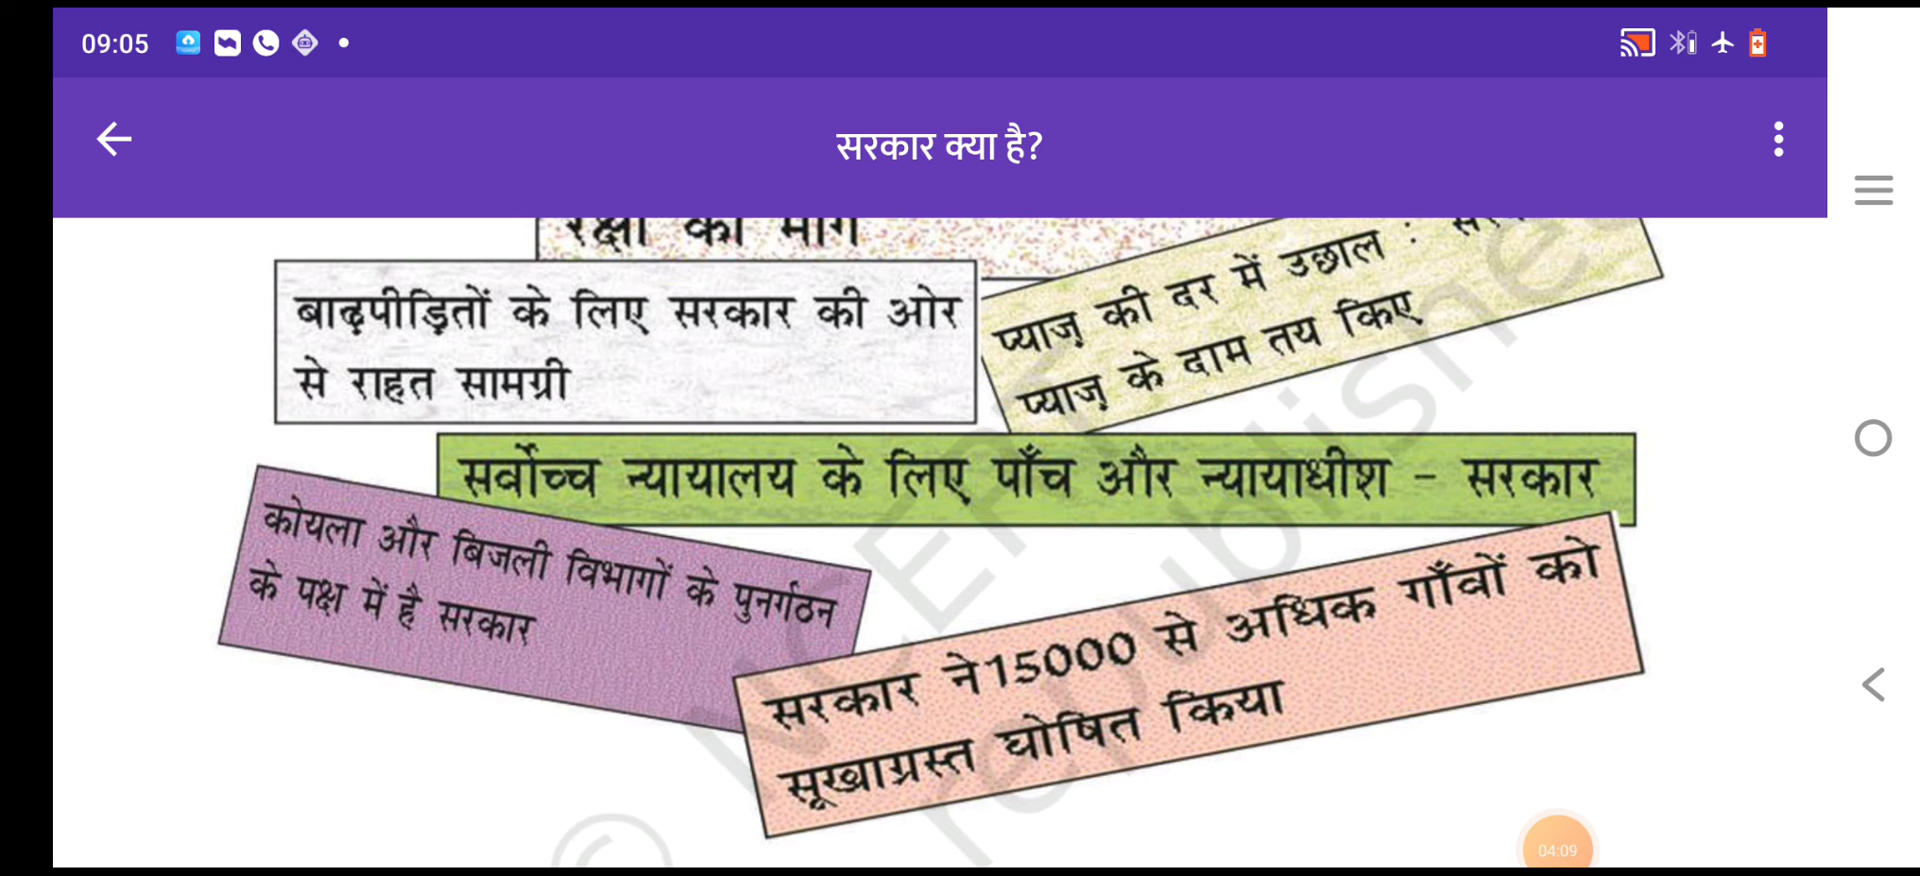 09:05
सरकार क्या है?
रक्षा की मांग
बाढ़पीड़ितों के लिए सरकार की ओर
से राहत सामग्री
प्याज़ की दर में उछाल :
प्याज़ के दाम तय किए
सर्वोच्च न्यायालय के लिए पाँच और न्यायाधीश - सरकार
कोयला और बिजली विभागों के पुनर्गठन
के पक्ष में है सरकार
सरकार ने 15000 से अधिक गाँवों को
सूखाग्रस्त घोषित किया
04:09